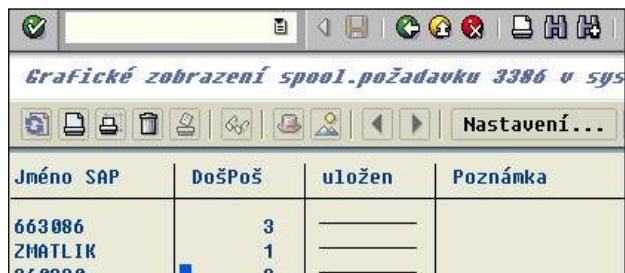 Grafické zobrazení spool.požadavku 3386 v sys
Nastavení...
Jméno SAP DošPoš uložen Poznámka
663086 3
ZMATLIK 1